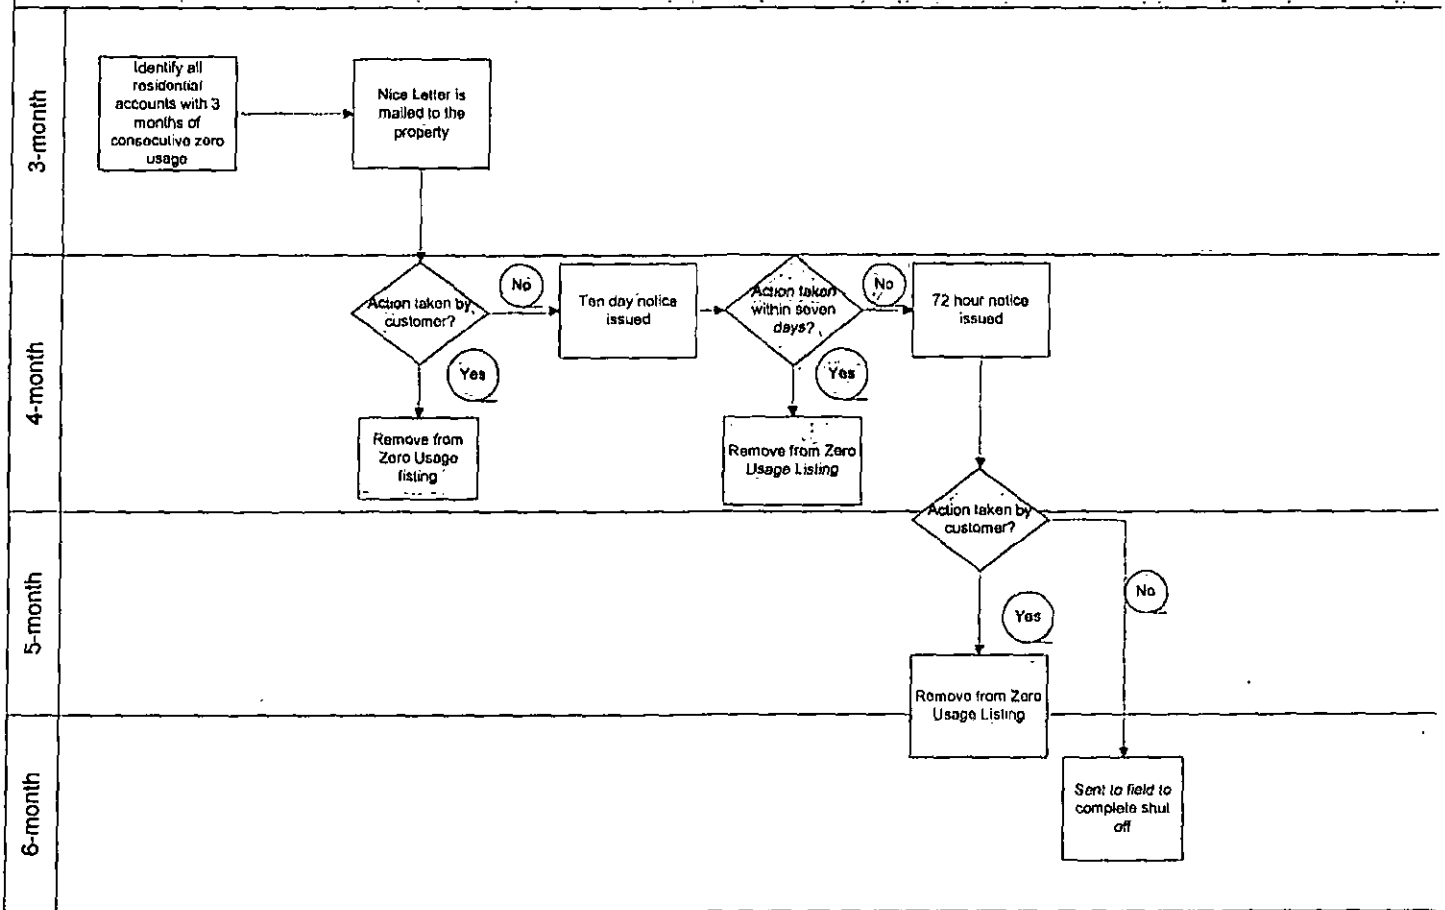 3-month
Identify all
residential
accounts with 3
months of
consecutive zero
usage
Nice Letter is
mailed to the
property
4-month
Action taken by
customer?
No
Yes
Remove from
Zero Usage
listing
Ten day notice
issued
Action taken
within seven
days?
No
Yes
Remove from Zero
Usage Listing
72 hour notice
issued
Action taken by
customer?
5-month
Yes
No
Remove from Zero
Usage Listing
6-month
Sent to field to
complete shut
off